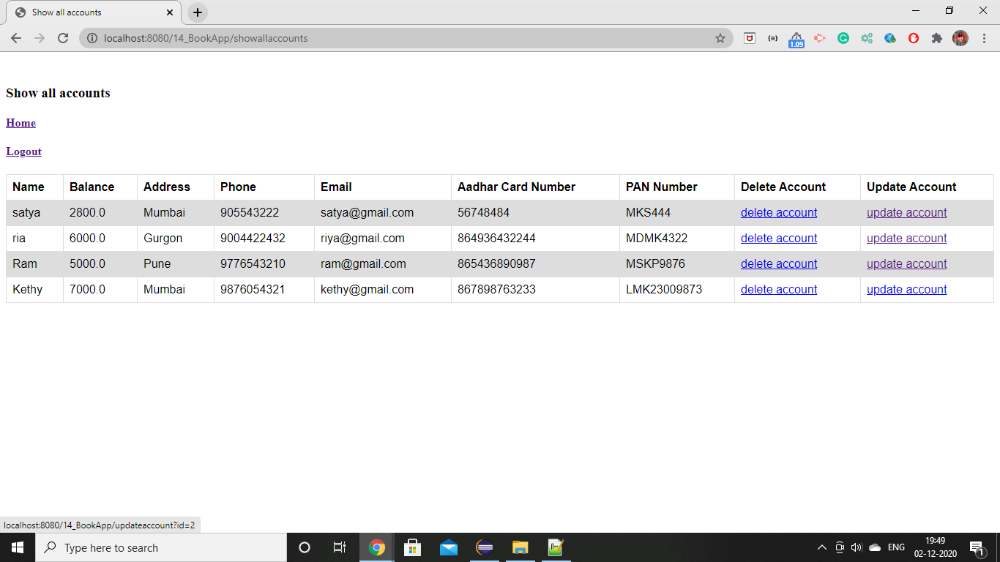 Show all accounts
localhost:8080/14_BookApp/showallaccounts
1.09
Show all accounts
Home
Logout
Name Balance Address Phone Email Aadhar Card Number PAN Number Delete Account Update Account
satya 2800.0 Mumbai 905543222 satya@gmail.com 56748484 MKS444 delete account update account
ria 6000.0 Gurgon 9004422432 riya@gmail.com 864936432244 MDMK4322 delete account update account
Ram 5000.0 Pune 9776543210 ram@gmail.com 865436890987 MSKP9876 delete account update account
Kethy 7000.0 Mumbai 9876054321 kethy@gmail.com 867898763233 LMK23009873 delete account update account
localhost:8080/14_BookApp/updateaccount?id=2
Type here to search
ENG
19:49
02-12-2020
1